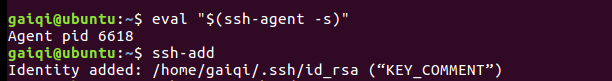 gaiqi@ubuntu:~$ eval "$(ssh-agent -s)"
Agent pid 6618
gaiqi@ubuntu:~$ ssh-add
Identity added: /home/gaiqi/.ssh/id_rsa (“KEY_COMMENT”)